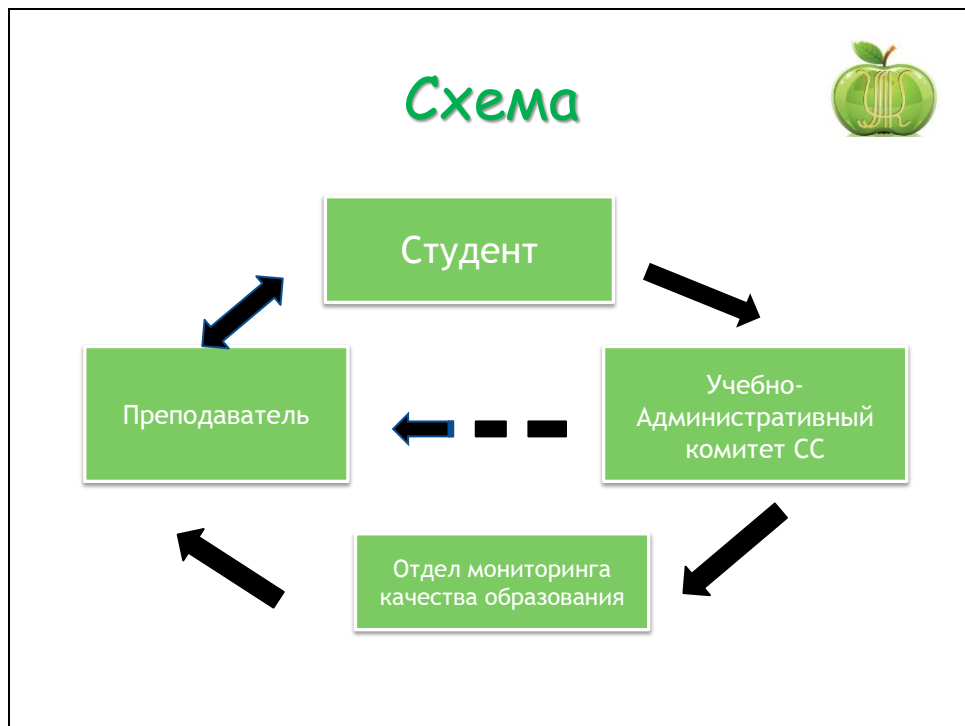 Схема
Студент
Преподаватель
Учебно-
Административный
комитет СС
Отдел мониторинга
качества образования